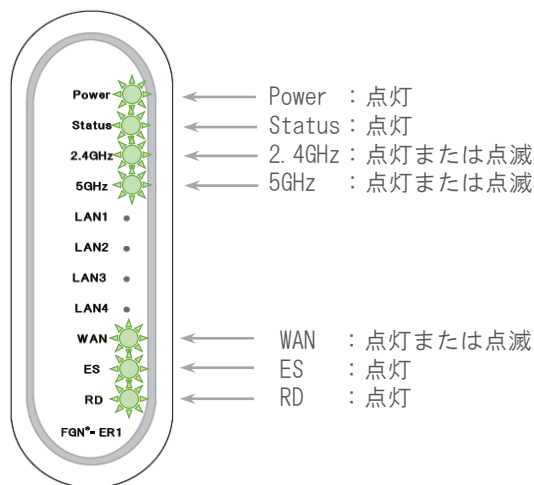 Power Power ：点灯
Status Status：点灯
2.4GHz 2.4GHz：点灯または点滅
5GHz 5GHz ：点灯または点滅
LAN1
LAN2
LAN3
LAN4
WAN WAN ：点灯または点滅
ES ES ：点灯
RD RD ：点灯
FGN®- ER1